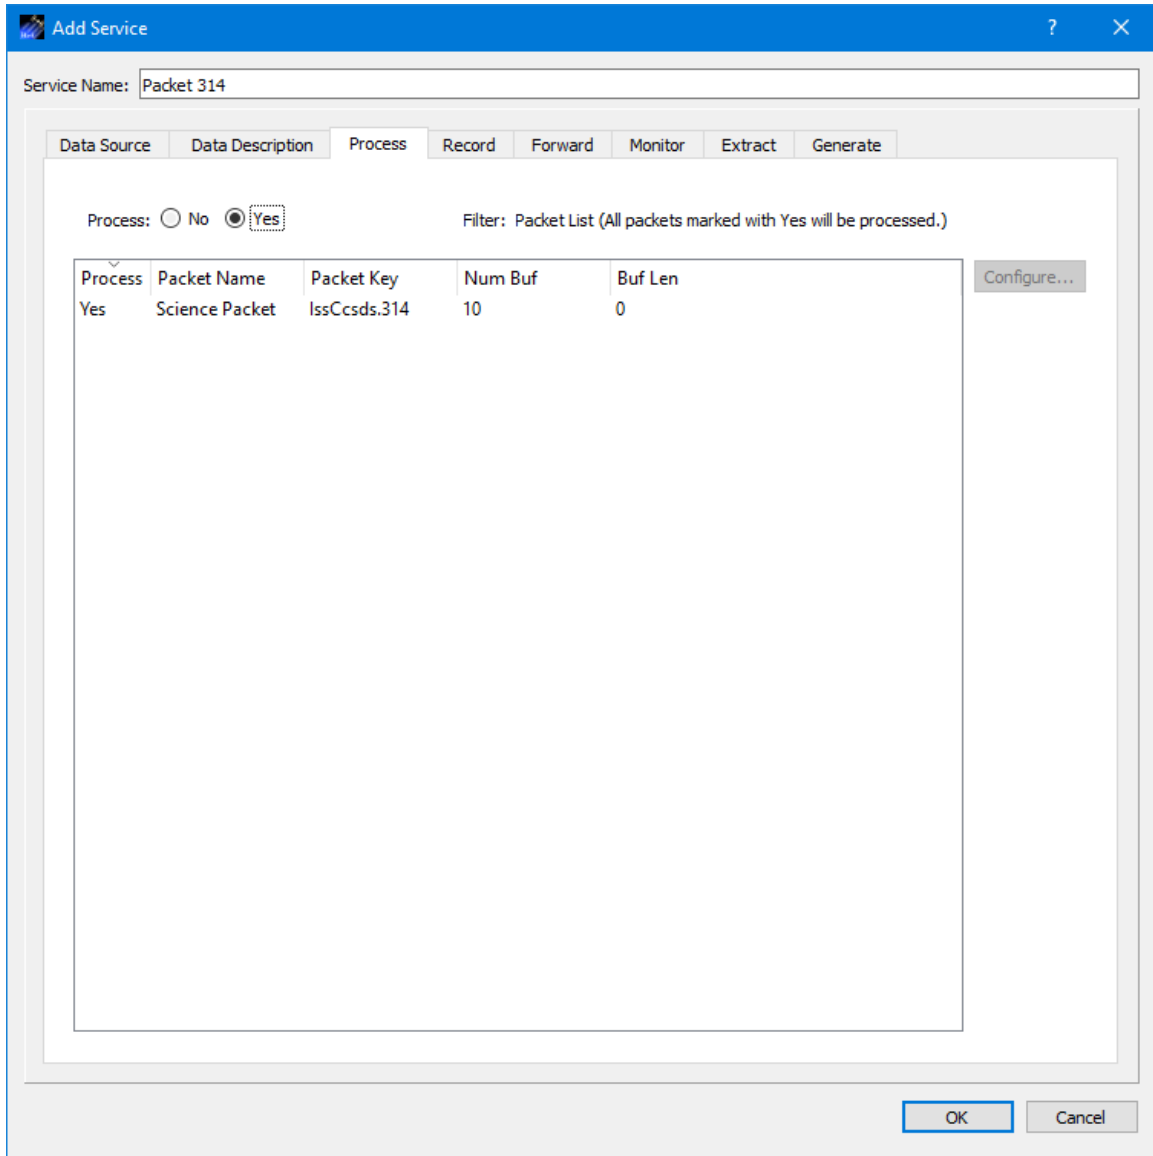 Add Service
Service Name: Packet 314
Data Source Data Description Process Record Forward Monitor Extract Generate
Process: No Yes Filter: Packet List (All packets marked with Yes will be processed.)
Process Packet Name Packet Key Num Buf Buf Len Configure...
Yes Science Packet IssCcsds.314 10 0
OK Cancel